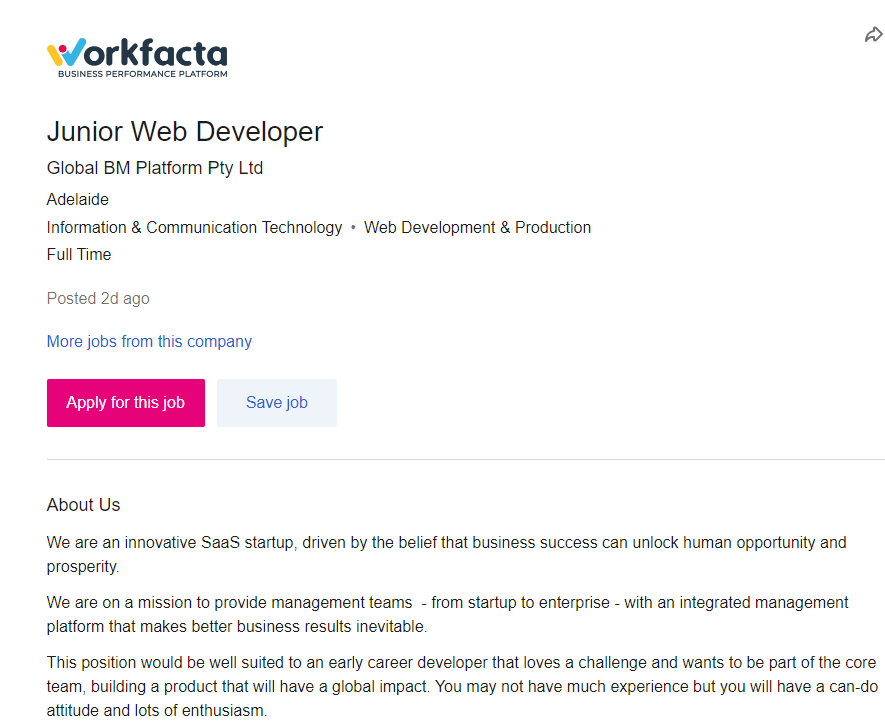 Workfacta
BUSINESS PERFORMANCE PLATFORM
Junior Web Developer
Global BM Platform Pty Ltd
Adelaide
Information & Communication Technology • Web Development & Production
Full Time
Posted 2d ago
More jobs from this company
Apply for this job
Save job
About Us
We are an innovative SaaS startup, driven by the belief that business success can unlock human opportunity and
prosperity.
We are on a mission to provide management teams  - from startup to enterprise - with an integrated management
platform that makes better business results inevitable.
This position would be well suited to an early career developer that loves a challenge and wants to be part of the core
team, building a product that will have a global impact. You may not have much experience but you will have a can-do
attitude and lots of enthusiasm.